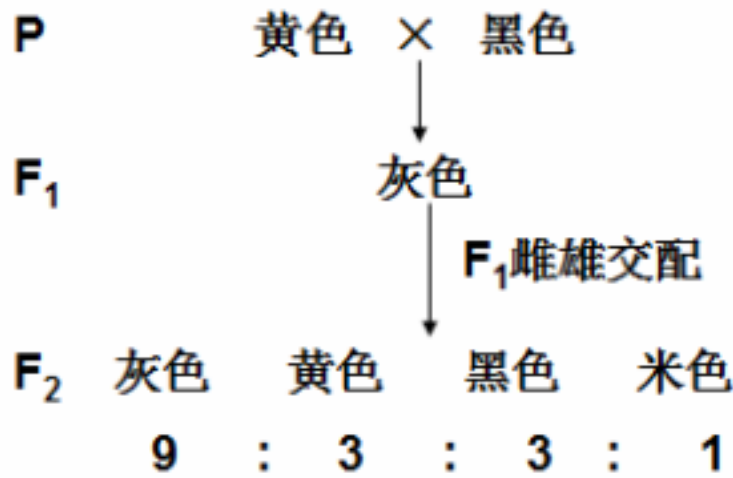 P 黄色 × 黑色
F₁ 灰色
F₁雌雄交配
F₂ 灰色 黄色 黑色 米色
9 : 3 : 3 : 1